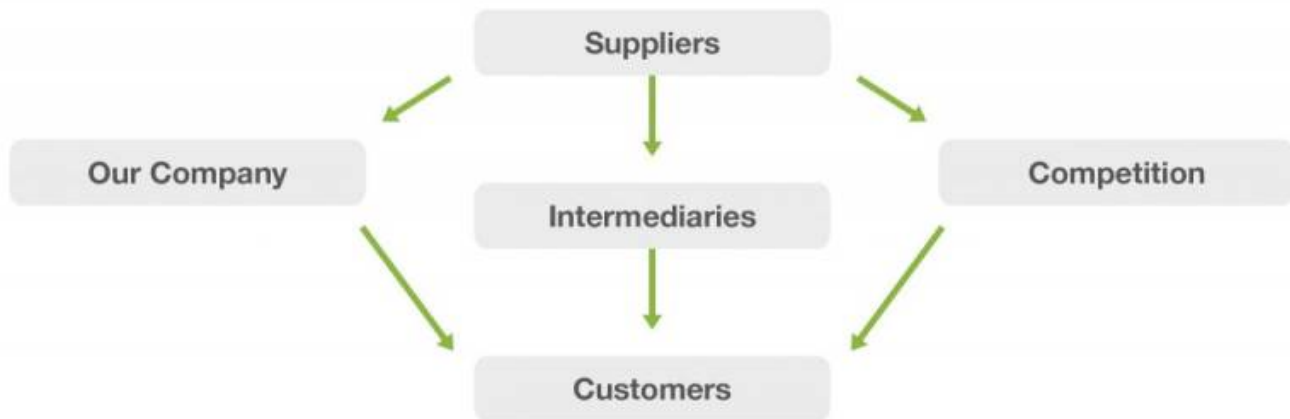 Suppliers
Our Company
Competition
Intermediaries
Customers